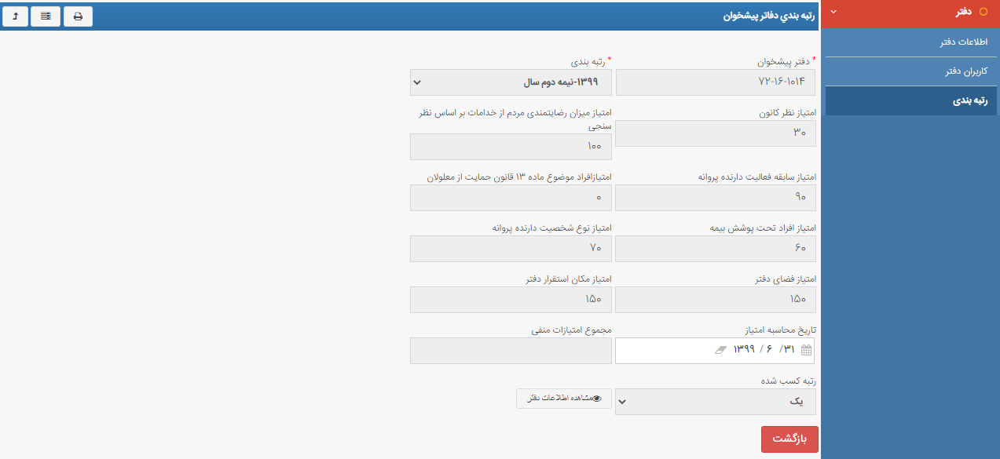 دفتر
اطلاعات دفتر
کاربران دفتر
رتبه بندی
رتبه بندي دفاتر پیشخوان
* دفتر پیشخوان
۷۲-۱۶-۱۰۱۴
* رتبه بندی
۱۳۹۹-نیمه دوم سال
امتیاز نظر کانون
۳۰
امتیاز میزان رضایتمندی مردم از خدامات بر اساس نظر
سنجی
۱۰۰
امتیاز سابقه فعالیت دارنده پروانه
۹۰
امتیازافراد موضوع ماده ۱۳ قانون حمایت از معلولان
۰
امتیاز افراد تحت پوشش بیمه
۶۰
امتیاز نوع شخصیت دارنده پروانه
۷۰
امتیاز فضای دفتر
۱۵۰
امتیاز مکان استقرار دفتر
۱۵۰
تاریخ محاسبه امتیاز
۳۱/ ۶ / ۱۳۹۹
مجموع امتیازات منفی
رتبه کسب شده
یک
مشاهده اطلاعات دفتر
بازگشت